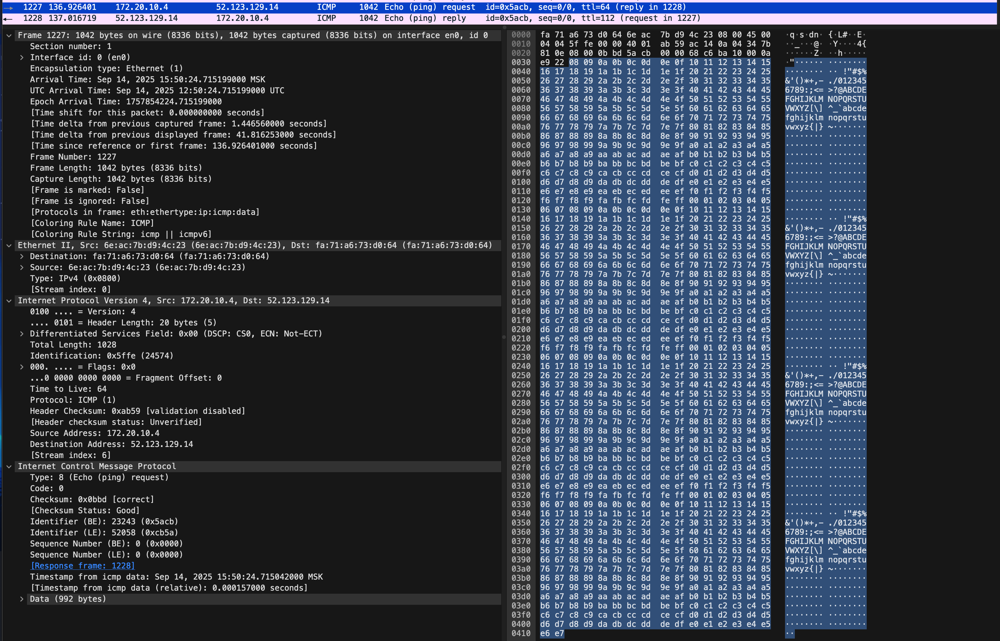 1227 136.926401 172.20.10.4 52.123.129.14 ICMP 1042 Echo (ping) request id=0x5acb, seq=0/0, ttl=64 (reply in 1228)
1228 137.016719 52.123.129.14 172.20.10.4 ICMP 1042 Echo (ping) reply id=0x5acb, seq=0/0, ttl=112 (request in 1227)
Frame 1227: 1042 bytes on wire (8336 bits), 1042 bytes captured (8336 bits) on interface en0, id 0
Section number: 1
Interface id: 0 (en0)
Encapsulation type: Ethernet (1)
Arrival Time: Sep 14, 2025 15:50:24.715199000 MSK
UTC Arrival Time: Sep 14, 2025 12:50:24.715199000 UTC
Epoch Arrival Time: 1757854224.715199000
[Time shift for this packet: 0.000000000 seconds]
[Time delta from previous captured frame: 1.446560000 seconds]
[Time delta from previous displayed frame: 41.816253000 seconds]
[Time since reference or first frame: 136.926401000 seconds]
Frame Number: 1227
Frame Length: 1042 bytes (8336 bits)
Capture Length: 1042 bytes (8336 bits)
[Frame is marked: False]
[Frame is ignored: False]
[Protocols in frame: eth:ethertype:ip:icmp:data]
[Coloring Rule Name: ICMP]
[Coloring Rule String: icmp || icmpv6]
Ethernet II, Src: 6e:ac:7b:d9:4c:23 (6e:ac:7b:d9:4c:23), Dst: fa:71:a6:73:d0:64 (fa:71:a6:73:d0:64)
Destination: fa:71:a6:73:d0:64 (fa:71:a6:73:d0:64)
Source: 6e:ac:7b:d9:4c:23 (6e:ac:7b:d9:4c:23)
Type: IPv4 (0x0800)
[Stream index: 0]
Internet Protocol Version 4, Src: 172.20.10.4, Dst: 52.123.129.14
0100 .... = Version: 4
.... 0101 = Header Length: 20 bytes (5)
Differentiated Services Field: 0x00 (DSCP: CS0, ECN: Not-ECT)
Total Length: 1028
Identification: 0x5ffe (24574)
000. .... = Flags: 0x0
...0 0000 0000 0000 = Fragment Offset: 0
Time to Live: 64
Protocol: ICMP (1)
Header Checksum: 0xab59 [validation disabled]
[Header checksum status: Unverified]
Source Address: 172.20.10.4
Destination Address: 52.123.129.14
[Stream index: 6]
Internet Control Message Protocol
Type: 8 (Echo (ping) request)
Code: 0
Checksum: 0x0bbd [correct]
[Checksum Status: Good]
Identifier (BE): 23243 (0x5acb)
Identifier (LE): 52058 (0xcb5a)
Sequence Number (BE): 0 (0x0000)
Sequence Number (LE): 0 (0x0000)
[Response frame: 1228]
Timestamp from icmp data: Sep 14, 2025 15:50:24.715042000 MSK
[Timestamp from icmp data (relative): 0.000157000 seconds]
Data (992 bytes)
0000 fa 71 a6 73 d0 64 6e ac 7b d9 4c 23 08 00 45 00 ·q·s·dn· {·L#··E·
0010 04 04 5f fe 00 00 40 01 ab 59 ac 14 0a 04 34 7b ··_···@· ·Y····4{
0020 81 0e 08 00 0b bd 5a cb 00 00 68 c6 ba 10 00 0a ······Z· ··h·····
0030 e9 22 08 09 0a 0b 0c 0d 0e 0f 10 11 12 13 14 15 ·"······ ········
0040 16 17 18 19 1a 1b 1c 1d 1e 1f 20 21 22 23 24 25 ········ ·· !"#$%
0050 26 27 28 29 2a 2b 2c 2d 2e 2f 30 31 32 33 34 35 &'()*+,- ./012345
0060 36 37 38 39 3a 3b 3c 3d 3e 3f 40 41 42 43 44 45 6789:;<= >?@ABCDE
0070 46 47 48 49 4a 4b 4c 4d 4e 4f 50 51 52 53 54 55 FGHIJKLM NOPQRSTU
0080 56 57 58 59 5a 5b 5c 5d 5e 5f 60 61 62 63 64 65 VWXYZ[\] ^_`abcde
0090 66 67 68 69 6a 6b 6c 6d 6e 6f 70 71 72 73 74 75 fghijklm nopqrstu
00a0 76 77 78 79 7a 7b 7c 7d 7e 7f 80 81 82 83 84 85 vwxyz{|} ~·······
00b0 86 87 88 89 8a 8b 8c 8d 8e 8f 90 91 92 93 94 95 ········ ········
00c0 96 97 98 99 9a 9b 9c 9d 9e 9f a0 a1 a2 a3 a4 a5 ········ ········
00d0 a6 a7 a8 a9 aa ab ac ad ae af b0 b1 b2 b3 b4 b5 ········ ········
00e0 b6 b7 b8 b9 ba bb bc bd be bf c0 c1 c2 c3 c4 c5 ········ ········
00f0 c6 c7 c8 c9 ca cb cc cd ce cf d0 d1 d2 d3 d4 d5 ········ ········
0100 d6 d7 d8 d9 da db dc dd de df e0 e1 e2 e3 e4 e5 ········ ········
0110 e6 e7 e8 e9 ea eb ec ed ee ef f0 f1 f2 f3 f4 f5 ········ ········
0120 f6 f7 f8 f9 fa fb fc fd fe ff 00 01 02 03 04 05 ········ ········
0130 06 07 08 09 0a 0b 0c 0d 0e 0f 10 11 12 13 14 15 ········ ········
0140 16 17 18 19 1a 1b 1c 1d 1e 1f 20 21 22 23 24 25 ········ ·· !"#$%
0150 26 27 28 29 2a 2b 2c 2d 2e 2f 30 31 32 33 34 35 &'()*+,- ./012345
0160 36 37 38 39 3a 3b 3c 3d 3e 3f 40 41 42 43 44 45 6789:;<= >?@ABCDE
0170 46 47 48 49 4a 4b 4c 4d 4e 4f 50 51 52 53 54 55 FGHIJKLM NOPQRSTU
0180 56 57 58 59 5a 5b 5c 5d 5e 5f 60 61 62 63 64 65 VWXYZ[\] ^_`abcde
0190 66 67 68 69 6a 6b 6c 6d 6e 6f 70 71 72 73 74 75 fghijklm nopqrstu
01a0 76 77 78 79 7a 7b 7c 7d 7e 7f 80 81 82 83 84 85 vwxyz{|} ~·······
01b0 86 87 88 89 8a 8b 8c 8d 8e 8f 90 91 92 93 94 95 ········ ········
01c0 96 97 98 99 9a 9b 9c 9d 9e 9f a0 a1 a2 a3 a4 a5 ········ ········
01d0 a6 a7 a8 a9 aa ab ac ad ae af b0 b1 b2 b3 b4 b5 ········ ········
01e0 b6 b7 b8 b9 ba bb bc bd be bf c0 c1 c2 c3 c4 c5 ········ ········
01f0 c6 c7 c8 c9 ca cb cc cd ce cf d0 d1 d2 d3 d4 d5 ········ ········
0200 d6 d7 d8 d9 da db dc dd de df e0 e1 e2 e3 e4 e5 ········ ········
0210 e6 e7 e8 e9 ea eb ec ed ee ef f0 f1 f2 f3 f4 f5 ········ ········
0220 f6 f7 f8 f9 fa fb fc fd fe ff 00 01 02 03 04 05 ········ ········
0230 06 07 08 09 0a 0b 0c 0d 0e 0f 10 11 12 13 14 15 ········ ········
0240 16 17 18 19 1a 1b 1c 1d 1e 1f 20 21 22 23 24 25 ········ ·· !"#$%
0250 26 27 28 29 2a 2b 2c 2d 2e 2f 30 31 32 33 34 35 &'()*+,- ./012345
0260 36 37 38 39 3a 3b 3c 3d 3e 3f 40 41 42 43 44 45 6789:;<= >?@ABCDE
0270 46 47 48 49 4a 4b 4c 4d 4e 4f 50 51 52 53 54 55 FGHIJKLM NOPQRSTU
0280 56 57 58 59 5a 5b 5c 5d 5e 5f 60 61 62 63 64 65 VWXYZ[\] ^_`abcde
0290 66 67 68 69 6a 6b 6c 6d 6e 6f 70 71 72 73 74 75 fghijklm nopqrstu
02a0 76 77 78 79 7a 7b 7c 7d 7e 7f 80 81 82 83 84 85 vwxyz{|} ~·······
02b0 86 87 88 89 8a 8b 8c 8d 8e 8f 90 91 92 93 94 95 ········ ········
02c0 96 97 98 99 9a 9b 9c 9d 9e 9f a0 a1 a2 a3 a4 a5 ········ ········
02d0 a6 a7 a8 a9 aa ab ac ad ae af b0 b1 b2 b3 b4 b5 ········ ········
02e0 b6 b7 b8 b9 ba bb bc bd be bf c0 c1 c2 c3 c4 c5 ········ ········
02f0 c6 c7 c8 c9 ca cb cc cd ce cf d0 d1 d2 d3 d4 d5 ········ ········
0300 d6 d7 d8 d9 da db dc dd de df e0 e1 e2 e3 e4 e5 ········ ········
0310 e6 e7 e8 e9 ea eb ec ed ee ef f0 f1 f2 f3 f4 f5 ········ ········
0320 f6 f7 f8 f9 fa fb fc fd fe ff 00 01 02 03 04 05 ········ ········
0330 06 07 08 09 0a 0b 0c 0d 0e 0f 10 11 12 13 14 15 ········ ········
0340 16 17 18 19 1a 1b 1c 1d 1e 1f 20 21 22 23 24 25 ········ ·· !"#$%
0350 26 27 28 29 2a 2b 2c 2d 2e 2f 30 31 32 33 34 35 &'()*+,- ./012345
0360 36 37 38 39 3a 3b 3c 3d 3e 3f 40 41 42 43 44 45 6789:;<= >?@ABCDE
0370 46 47 48 49 4a 4b 4c 4d 4e 4f 50 51 52 53 54 55 FGHIJKLM NOPQRSTU
0380 56 57 58 59 5a 5b 5c 5d 5e 5f 60 61 62 63 64 65 VWXYZ[\] ^_`abcde
0390 66 67 68 69 6a 6b 6c 6d 6e 6f 70 71 72 73 74 75 fghijklm nopqrstu
03a0 76 77 78 79 7a 7b 7c 7d 7e 7f 80 81 82 83 84 85 vwxyz{|} ~·······
03b0 86 87 88 89 8a 8b 8c 8d 8e 8f 90 91 92 93 94 95 ········ ········
03c0 96 97 98 99 9a 9b 9c 9d 9e 9f a0 a1 a2 a3 a4 a5 ········ ········
03d0 a6 a7 a8 a9 aa ab ac ad ae af b0 b1 b2 b3 b4 b5 ········ ········
03e0 b6 b7 b8 b9 ba bb bc bd be bf c0 c1 c2 c3 c4 c5 ········ ········
03f0 c6 c7 c8 c9 ca cb cc cd ce cf d0 d1 d2 d3 d4 d5 ········ ········
0400 d6 d7 d8 d9 da db dc dd de df e0 e1 e2 e3 e4 e5 ········ ········
0410 e6 e7 ··